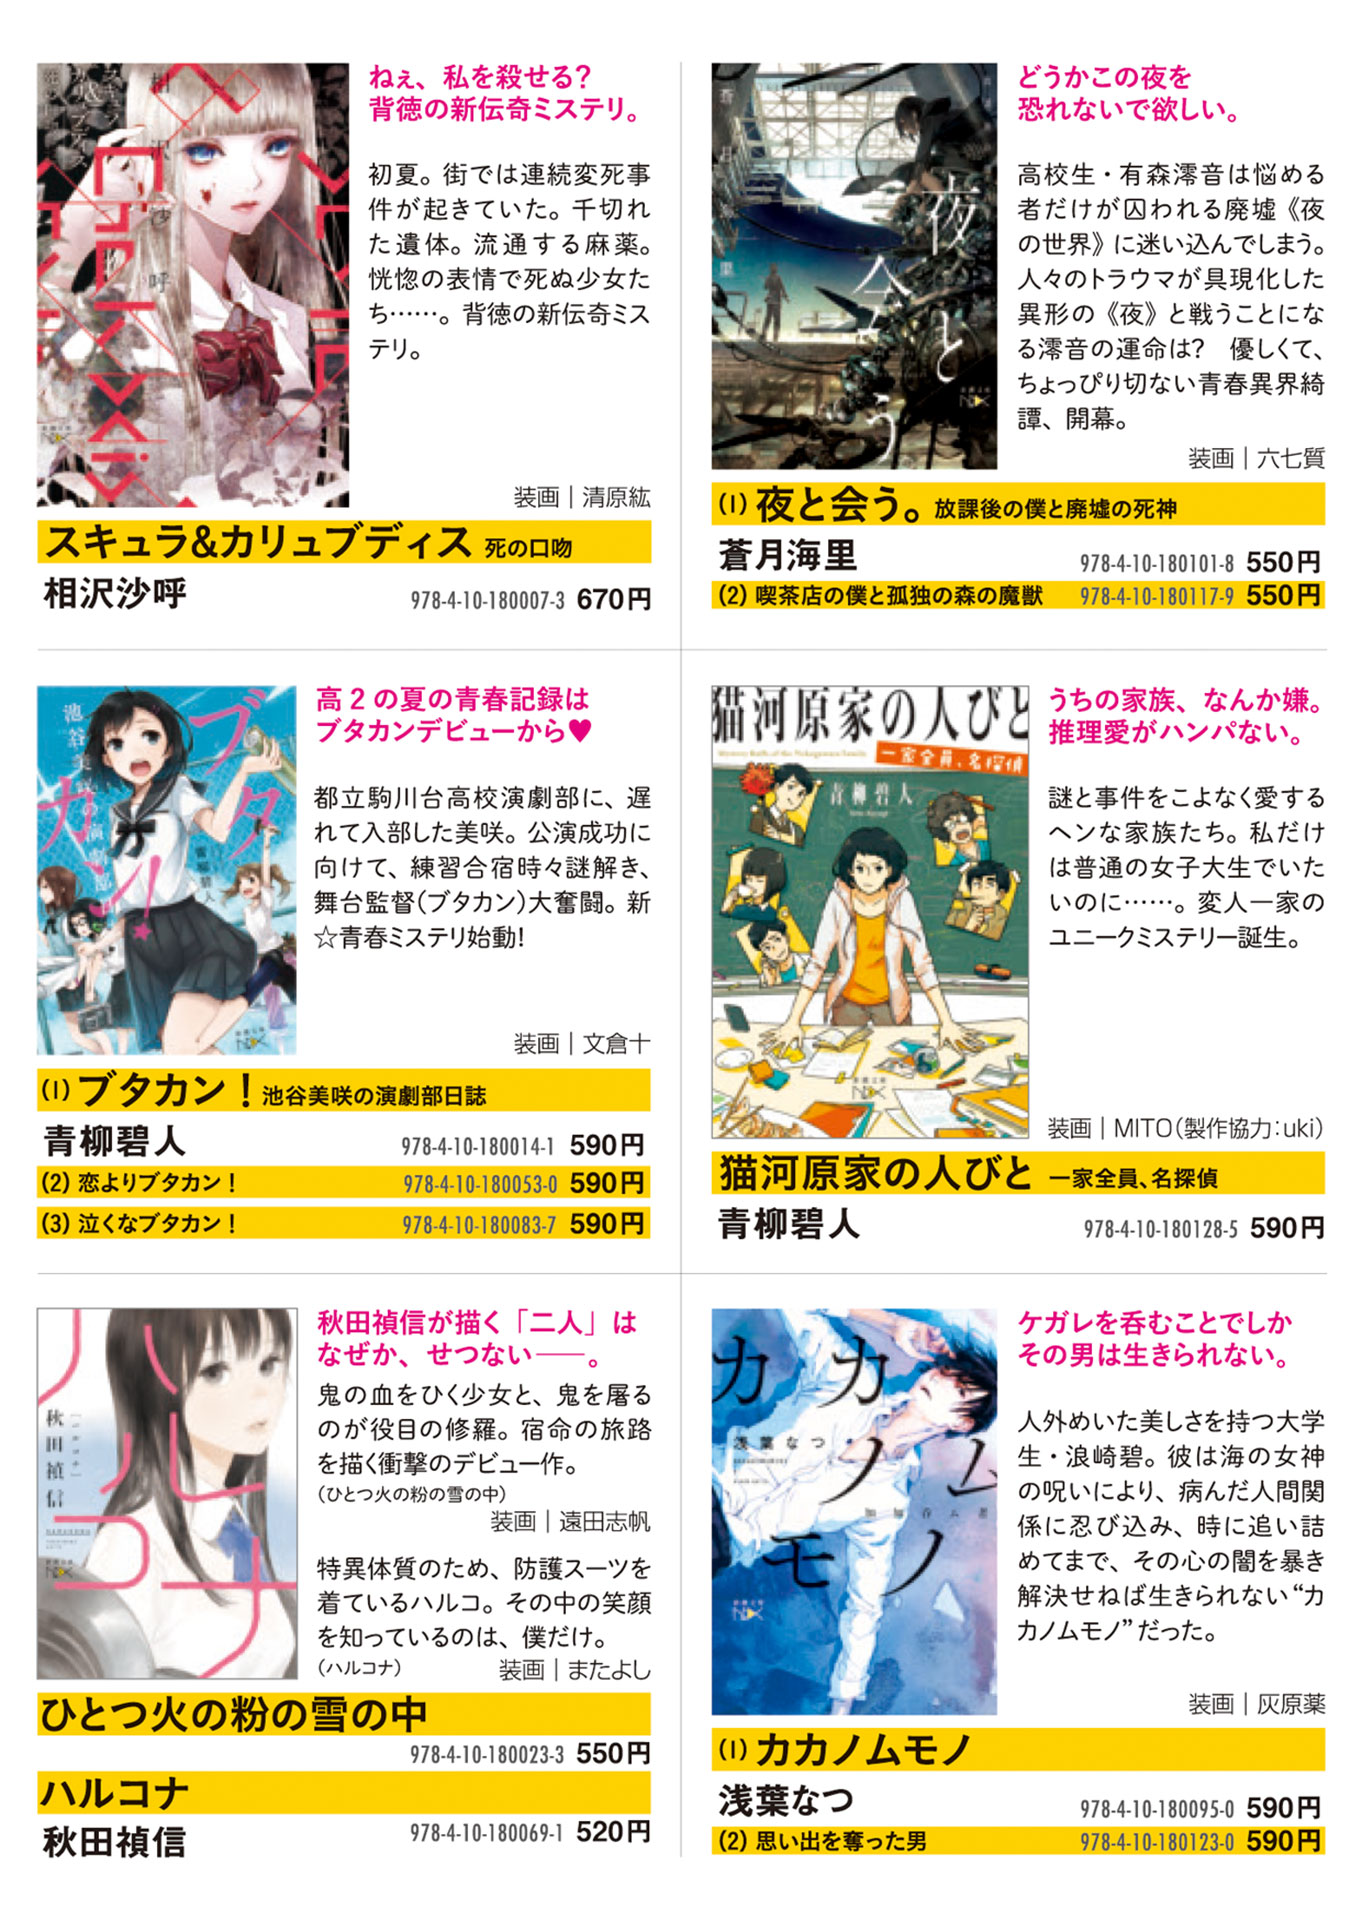 ねぇ、私を殺せる?
背徳の新伝奇ミステリ。
初夏。街では連続変死事
件が起きていた。千切れ
た遺体。流通する麻薬。
恍惚の表情で死ぬ少女た
ち……。背徳の新伝奇ミス
テリ。
装画｜清原紘
スキュラ&カリュブディス 死の口吻
相沢沙呼
978-4-10-180007-3 670円
どうかこの夜を
恐れないで欲しい。
夜と会う
高校生・有森澪音は悩める
者だけが囚われる廃墟《夜
の世界》に迷い込んでしまう。
人々のトラウマが具現化した
異形の《夜》と戦うことにな
る澪音の運命は?　優しくて、
ちょっぴり切ない青春異界綺
譚、開幕。
装画｜六七質
(1) 夜と会う。 放課後の僕と廃墟の死神
蒼月海里
978-4-10-180101-8 550円
(2) 喫茶店の僕と孤独の森の魔獣 978-4-10-180117-9 550円
ブタカン!
高2の夏の青春記録は
ブタカンデビューから♥
都立駒川台高校演劇部に、遅
れて入部した美咲。公演成功に
向けて、練習合宿時々謎解き、
舞台監督(ブタカン)大奮闘。新
☆青春ミステリ始動!
装画｜文倉十
(1) ブタカン! 池谷美咲の演劇部日誌
青柳碧人
978-4-10-180014-1 590円
(2) 恋よりブタカン! 978-4-10-180053-0 590円
(3) 泣くなブタカン! 978-4-10-180083-7 590円
猫河原家の人びと
一家全員、名探偵
青柳碧人
うちの家族、なんか嫌。
推理愛がハンパない。
謎と事件をこよなく愛する
ヘンな家族たち。私だけ
は普通の女子大生でいた
いのに……。変人一家の
ユニークミステリー誕生。
装画｜MITO(製作協力:uki)
猫河原家の人びと 一家全員、名探偵
青柳碧人
978-4-10-180128-5 590円
ハルコナ
秋田禎信
秋田禎信が描く「二人」は
なぜか、せつない──。
鬼の血をひく少女と、鬼を屠る
のが役目の修羅。宿命の旅路
を描く衝撃のデビュー作。
(ひとつ火の粉の雪の中)
装画｜遠田志帆
特異体質のため、防護スーツを
着ているハルコ。その中の笑顔
を知っているのは、僕だけ。
(ハルコナ)
装画｜またよし
ひとつ火の粉の雪の中
978-4-10-180023-3 550円
ハルコナ
秋田禎信
978-4-10-180069-1 520円
カカノムモノ
浅葉なつ
ケガレを呑むことでしか
その男は生きられない。
人外めいた美しさを持つ大学
生・浪崎碧。彼は海の女神
の呪いにより、病んだ人間関
係に忍び込み、時に追い詰
めてまで、その心の闇を暴き
解決せねば生きられない“カ
カノムモノ”だった。
装画｜灰原薬
(1) カカノムモノ
浅葉なつ
978-4-10-180095-0 590円
(2) 思い出を奪った男 978-4-10-180123-0 590円